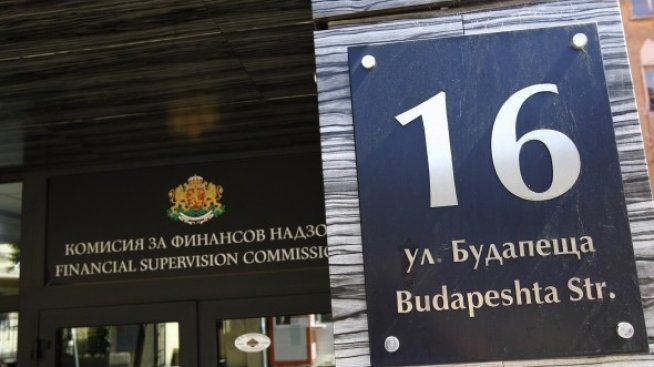 КОМИСИЯ ЗА ФИНАНСОВ НАДЗО
FINANCIAL SUPERVISION COMMISSI
16
ул. Будапеща
Budapeshta Str.